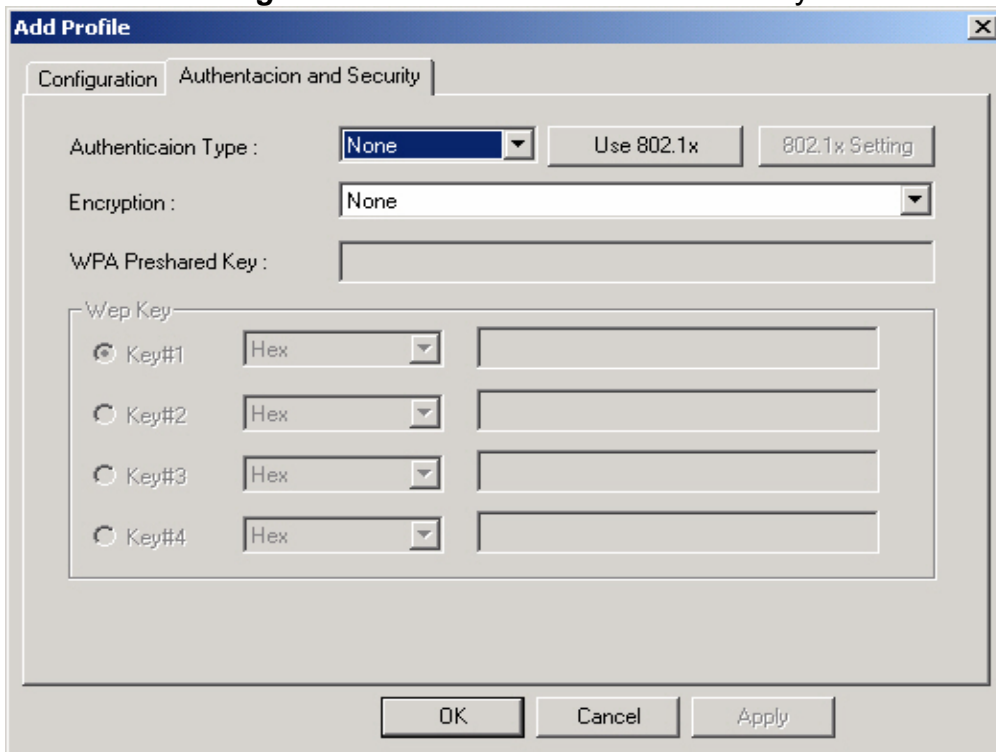 Add Profile
Configuration
Authentacion and Security
Authenticaion Type :
None
Use 802.1x
802.1x Setting
Encryption :
None
WPA Preshared Key :
Wep Key
Key#1
Hex
Key#2
Hex
Key#3
Hex
Key#4
Hex
OK
Cancel
Apply